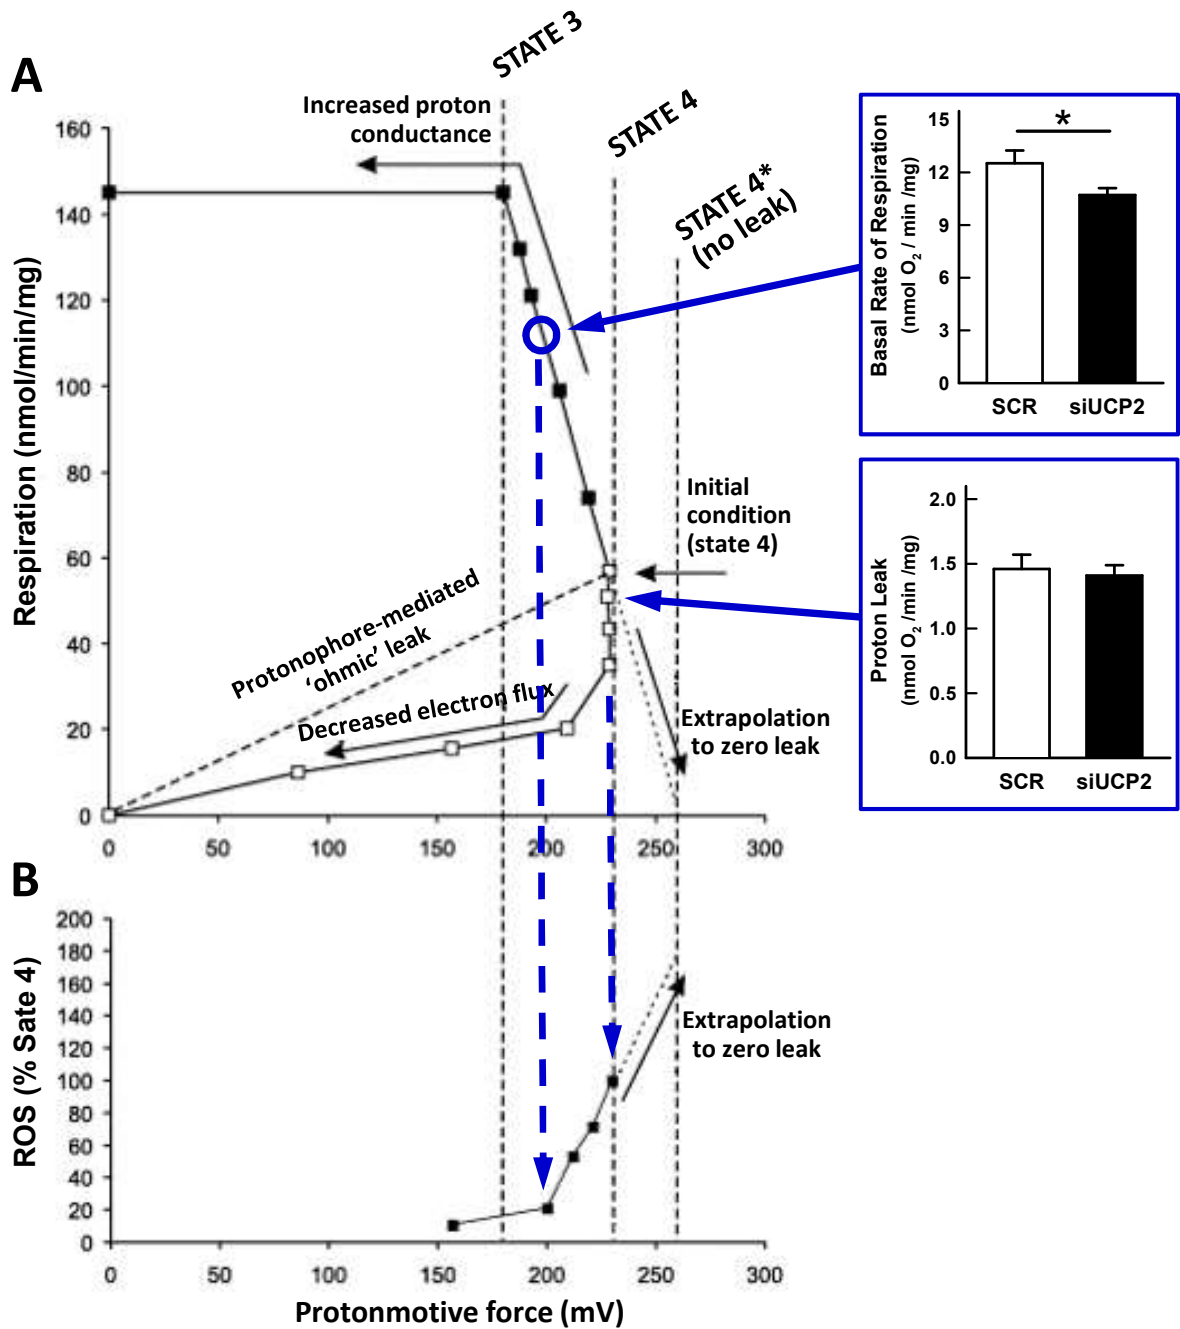 A
STATE 3
STATE 4
STATE 4*
(no leak)
Increased proton
conductance
Respiration (nmol/min/mg)
160
140
120
100
80
60
40
20
0
Initial
condition
(state 4)
Protonophore-mediated
‘ohmic’ leak
Decreased electron flux
Extrapolation
to zero leak
0
50
100
150
200
250
300
Basal Rate of Respiration
(nmol O2 / min /mg)
15
12
9
6
3
0
*
SCR
siUCP2
Proton Leak
(nmol O2 /min /mg)
2.0
1.5
1.0
0.5
0.0
SCR
siUCP2
B
ROS (% Sate 4)
200
180
160
140
120
100
80
60
40
20
0
Extrapolation
to zero leak
0
50
100
150
200
250
300
Protonmotive force (mV)